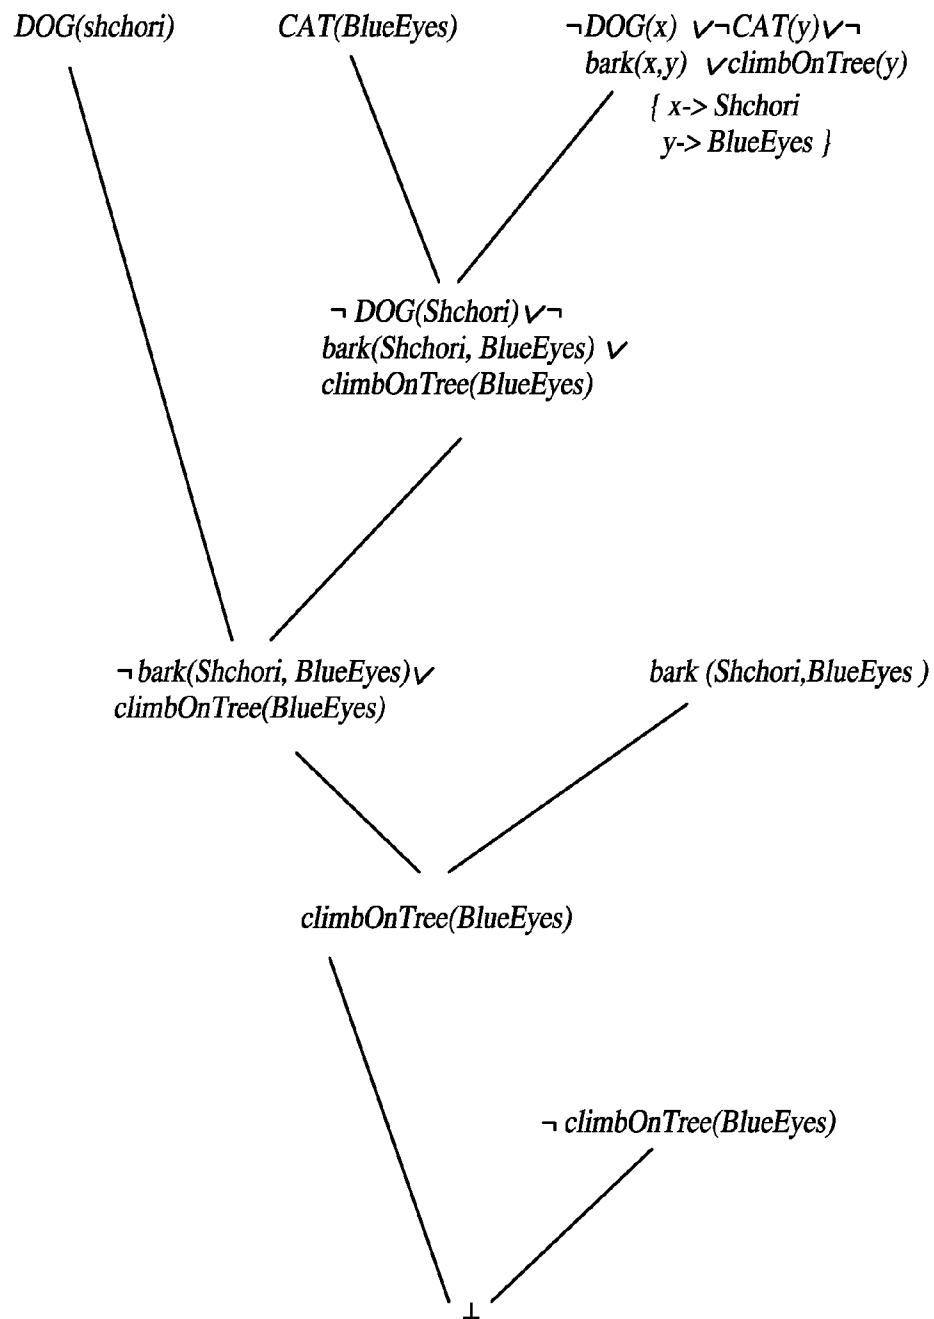 DOG(shchori)
CAT(BlueEyes)
¬DOG(x) ∨¬CAT(y)∨¬
bark(x,y) ∨climbOnTree(y)
{ x-> Shchori
y-> BlueEyes }
¬ DOG(Shchori)∨¬
bark(Shchori, BlueEyes) ∨
climbOnTree(BlueEyes)
¬ bark(Shchori, BlueEyes)∨
climbOnTree(BlueEyes)
bark (Shchori,BlueEyes )
climbOnTree(BlueEyes)
¬ climbOnTree(BlueEyes)
⊥